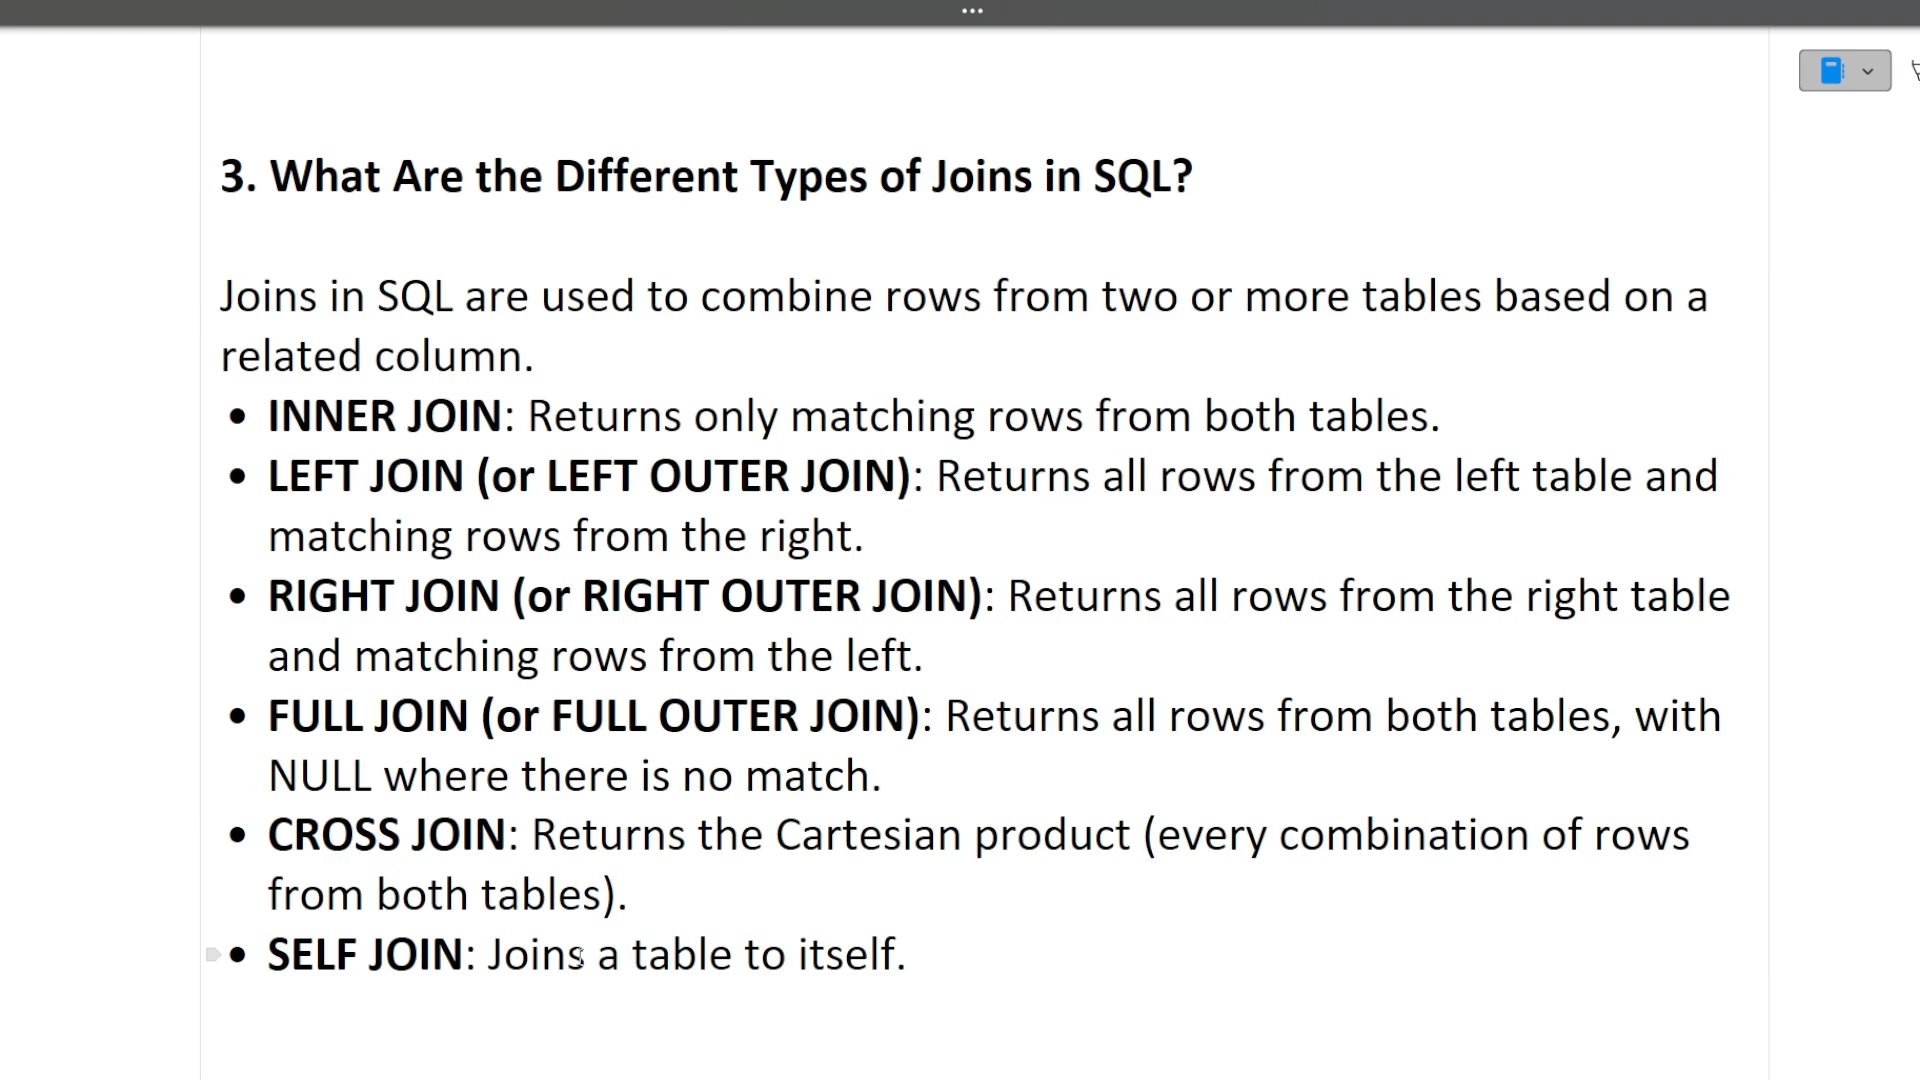 3. What Are the Different Types of Joins in SQL?
Joins in SQL are used to combine rows from two or more tables based on a
related column.
• INNER JOIN: Returns only matching rows from both tables.
• LEFT JOIN (or LEFT OUTER JOIN): Returns all rows from the left table and
matching rows from the right.
• RIGHT JOIN (or RIGHT OUTER JOIN): Returns all rows from the right table
and matching rows from the left.
• FULL JOIN (or FULL OUTER JOIN): Returns all rows from both tables, with
NULL where there is no match.
• CROSS JOIN: Returns the Cartesian product (every combination of rows
from both tables).
• SELF JOIN: Joins a table to itself.